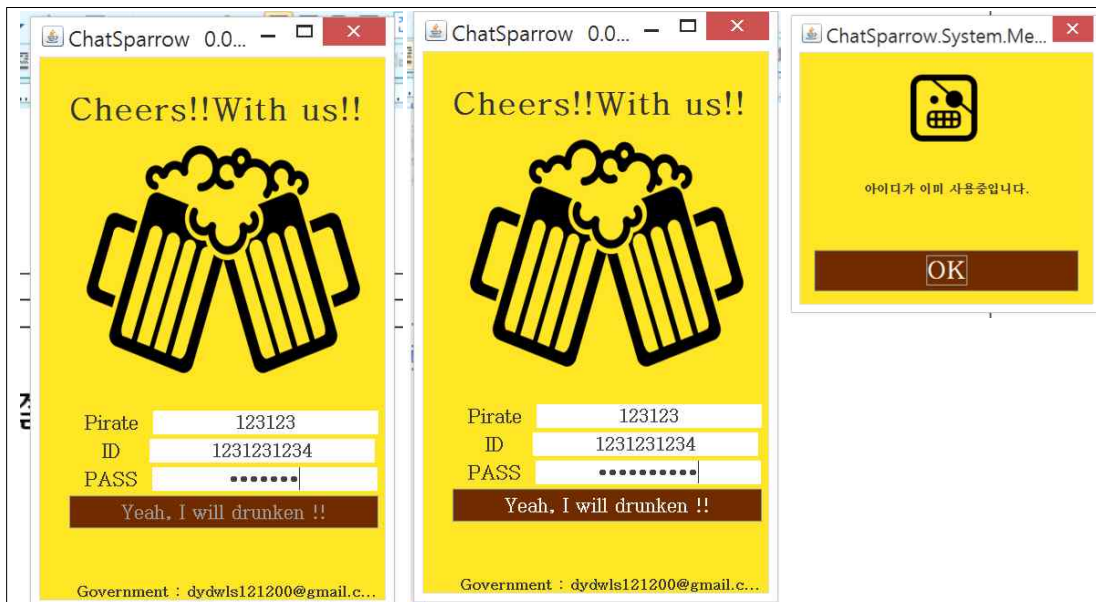 ChatSparrow 0.0...
Cheers!!With us!!
Pirate 123123
ID 1231231234
PASS •••••••
Yeah, I will drunken !!
Government : dydwls121200@gmail.c...
ChatSparrow 0.0...
Cheers!!With us!!
Pirate 123123
ID 1231231234
PASS ••••••••••
Yeah, I will drunken !!
Government : dydwls121200@gmail.c...
ChatSparrow.System.Me...
아이디가 이미 사용중입니다.
OK